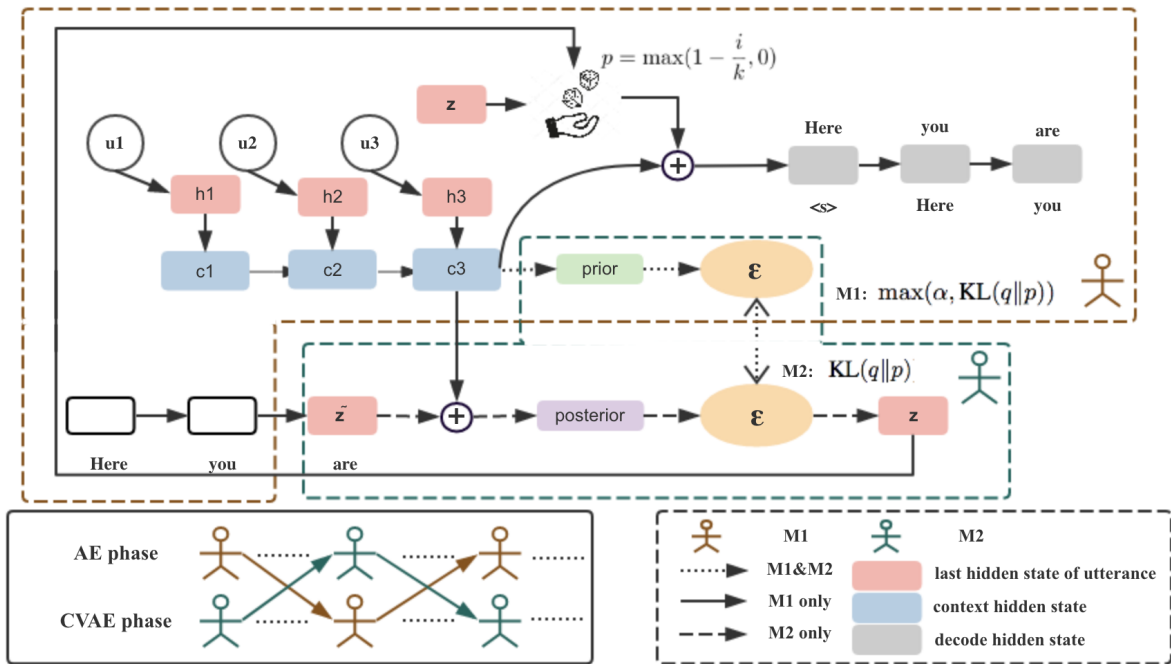 p = max(1 - i/k, 0)
z
Here you are
u1 u2 u3
h1 h2 h3
+
<s> Here you
c1 c2 c3 prior ε
M1: max(α, KL(q||p))
M2: KL(q||p)
z̃ + posterior ε z
Here you are
AE phase
CVAE phase
M1 M2
M1&M2
last hidden state of utterance
M1 only
context hidden state
M2 only
decode hidden state